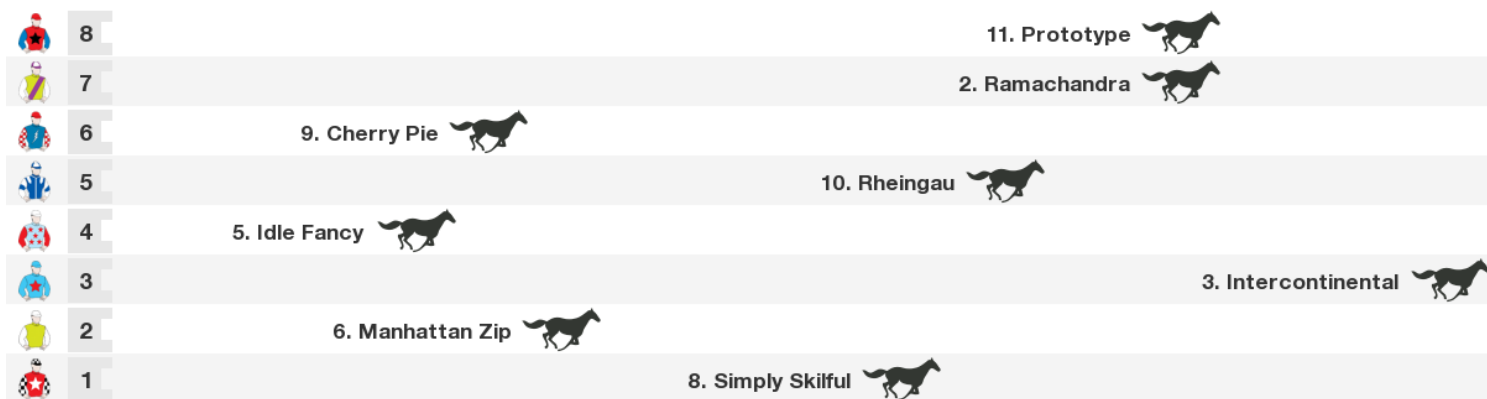 8 11. Prototype
7 2. Ramachandra
6 9. Cherry Pie
5 10. Rheingau
4 5. Idle Fancy
3 3. Intercontinental
2 6. Manhattan Zip
1 8. Simply Skilful